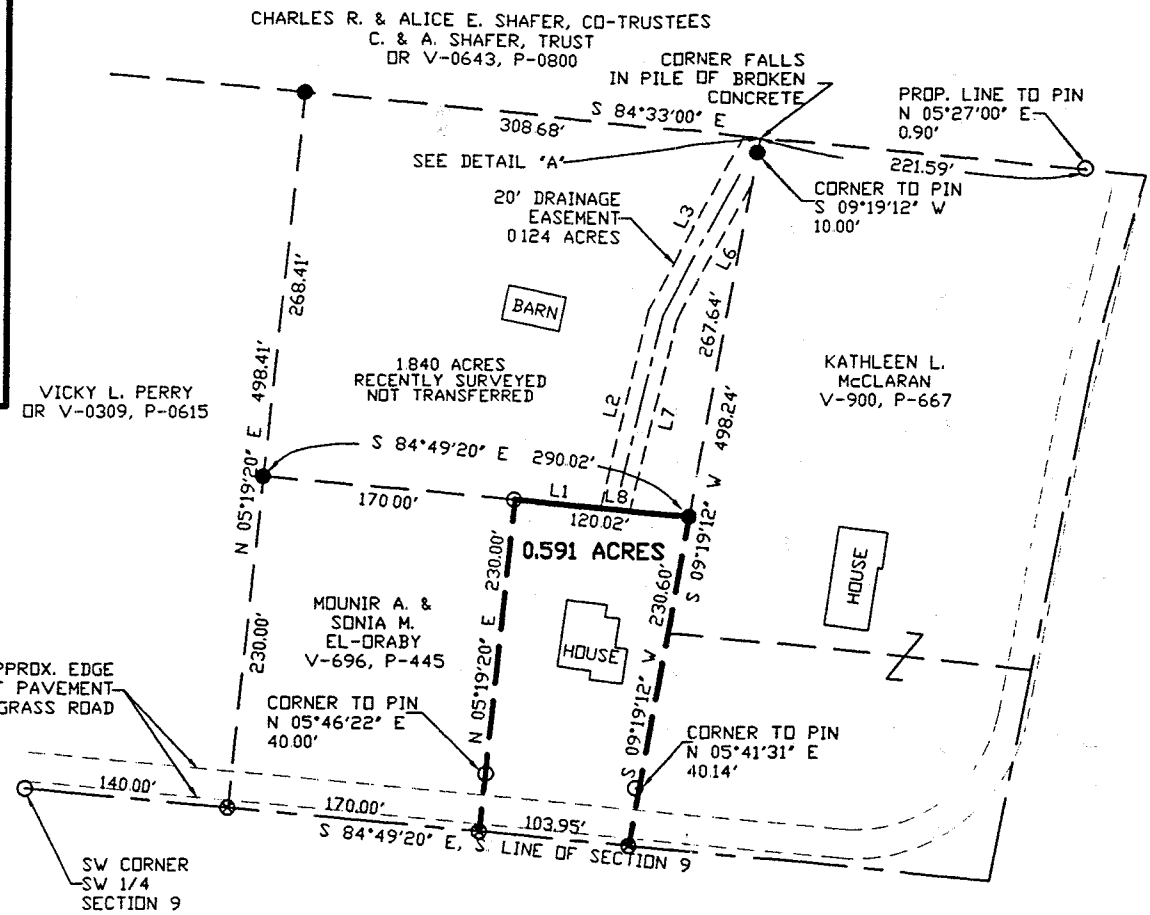 CHARLES R. & ALICE E. SHAFER, CO-TRUSTEES
C. & A. SHAFER, TRUST
OR V-0643, P-0800
CORNER FALLS
IN PILE OF BROKEN
CONCRETE
PROP. LINE TO PIN
N 05°27'00" E
0.90'
S 84°33'00" E
308.68'
SEE DETAIL "A"
221.59'
CORNER TO PIN
S 09°19'12" W
10.00'
20' DRAINAGE
EASEMENT
0.124 ACRES
L3
L6
268.41'
BARN
267.64'
1.840 ACRES
RECENTLY SURVEYED
NOT TRANSFERRED
KATHLEEN L.
McCLARAN
V-900, P-667
VICKY L. PERRY
OR V-0309, P-0615
N 05°19'20" E 498.41'
L2
L7
S 09°19'12" W 498.24'
S 84°49'20" E 290.02'
170.00'
L1
L8
120.02'
0.591 ACRES
HOUSE
230.00'
MOUNIR A. &
SONIA M.
EL-ORABY
V-696, P-445
N 05°19'20" E 230.00'
HOUSE
S 09°19'12" W 230.60'
PPROX. EDGE
PAVEMENT
GRASS ROAD
CORNER TO PIN
N 05°46'22" E
40.00'
CORNER TO PIN
N 05°41'31" E
40.14'
140.00'
170.00'
103.95'
S 84°49'20" E, S. LINE OF SECTION 9
SW CORNER
SW 1/4
SECTION 9